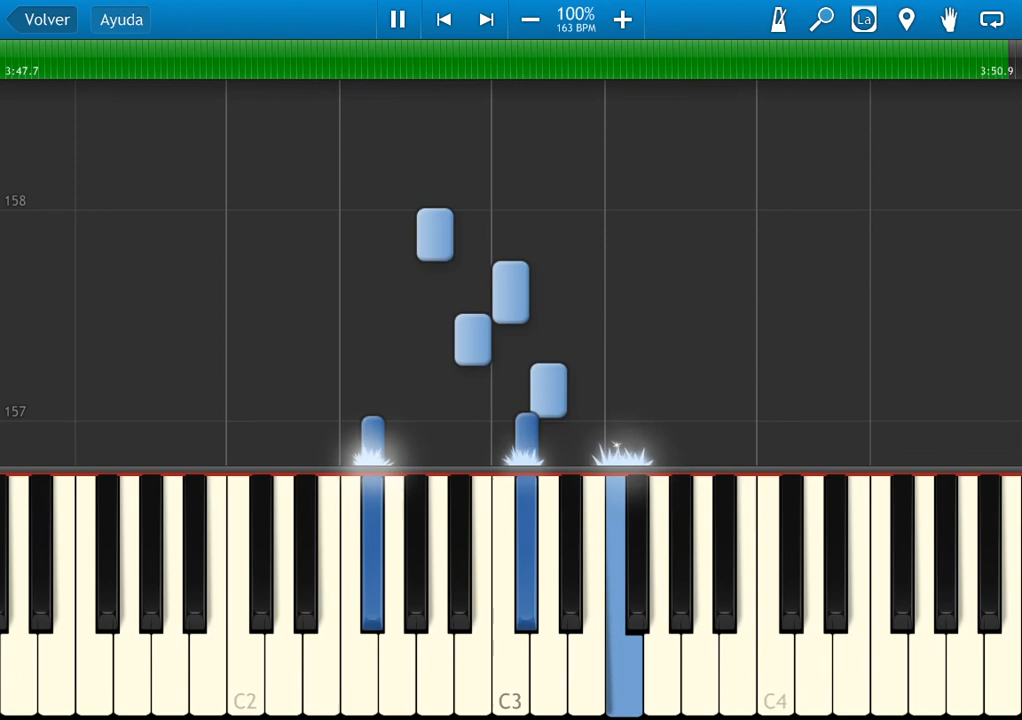 Volver
Ayuda
100%
163 BPM
La
3:47.7
3:50.9
158
157
C2
C3
C4